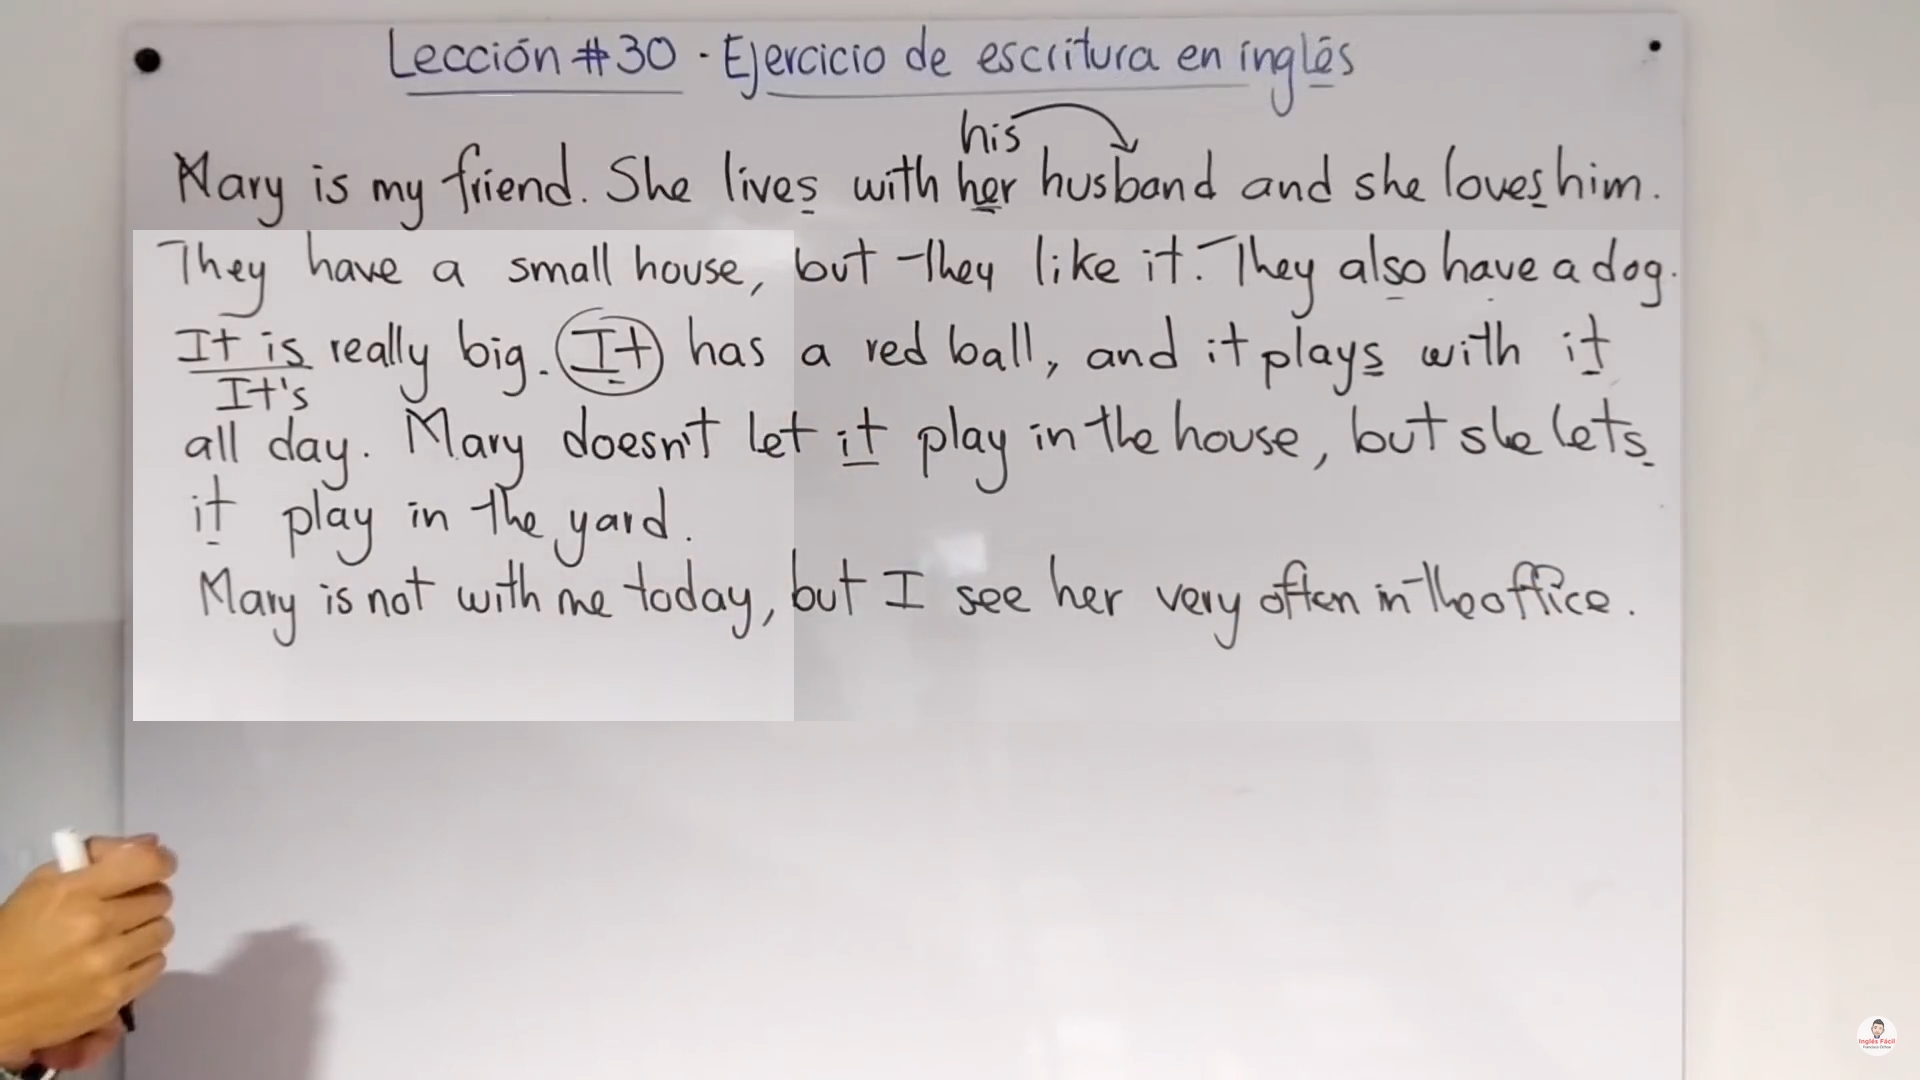 Lección #30 - Ejercicio de escritura en inglés
his
Mary is my friend. She lives with her husband and she loves him.
They have a small house, but they like it. They also have a dog.
It is really big. It has a red ball, and it plays with it
It's
all day. Mary doesn't let it play in the house, but she lets
it play in the yard.
Mary is not with me today, but I see her very often in the office.
Inglés Fácil